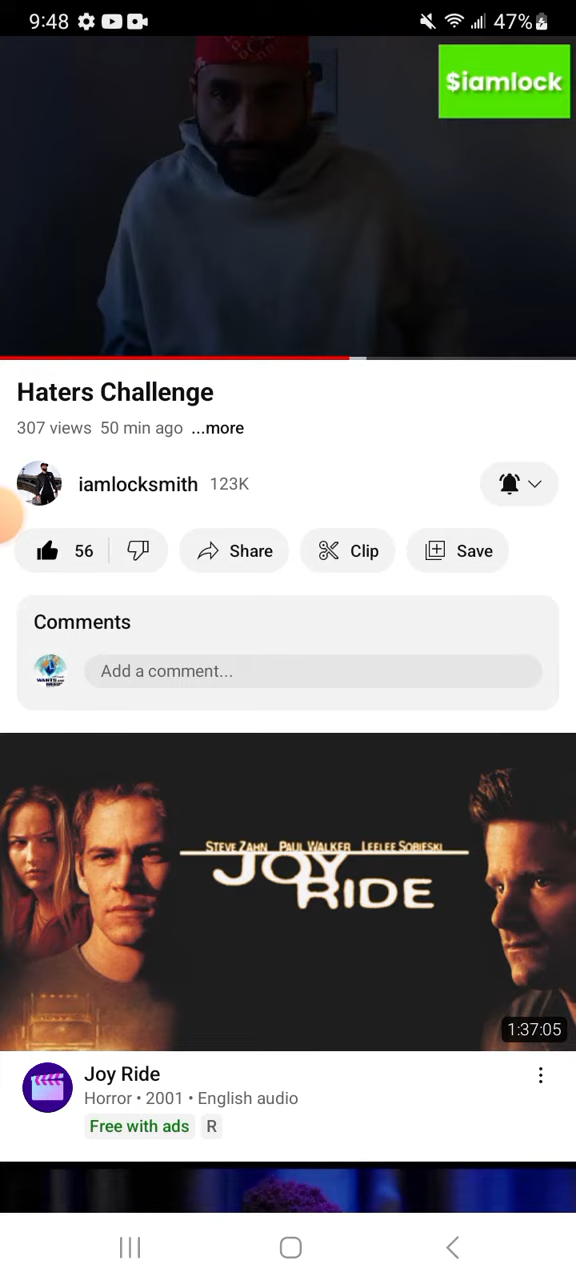 9:48
47%
$iamlock
Haters Challenge
307 views 50 min ago ...more
iamlocksmith 123K
56 Share Clip Save
Comments
Add a comment...
STEVE ZAHN PAUL WALKER LEELEE SOBIESKI
JOY
RIDE
1:37:05
Joy Ride
Horror • 2001 • English audio
Free with ads R